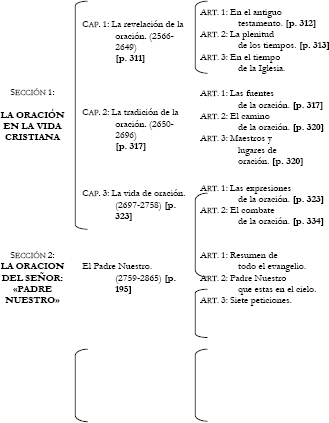 CAP. 1: La revelación de la
oración. (2566-
2649)
[p. 311]
ART. 1: En el antiguo
testamento. [p. 312]
ART. 2: La plenitud
de los tiempos. [p. 313]
ART. 3: En el tiempo
de la Iglesia.
SECCIÓN 1:
LA ORACIÓN
EN LA VIDA
CRISTIANA
CAP. 2: La tradición de la
oración. (2650-
2696)
[p. 317]
ART. 1: Las fuentes
de la oración. [p. 317]
ART. 2: El camino
de la oración. [p. 320]
ART. 3: Maestros y
lugares de
oración. [p. 320]
CAP. 3: La vida de oración.
(2697-2758) [p.
323]
ART. 1: Las expresiones
de la oración. [p. 323]
ART. 2: El combate
de la oración. [p. 334]
SECCIÓN 2:
LA ORACION
DEL SEÑOR:
«PADRE
NUESTRO»
El Padre Nuestro.
(2759-2865) [p.
195]
ART. 1: Resumen de
todo el evangelio.
ART. 2: Padre Nuestro
que estas en el cielo.
ART. 3: Siete peticiones.